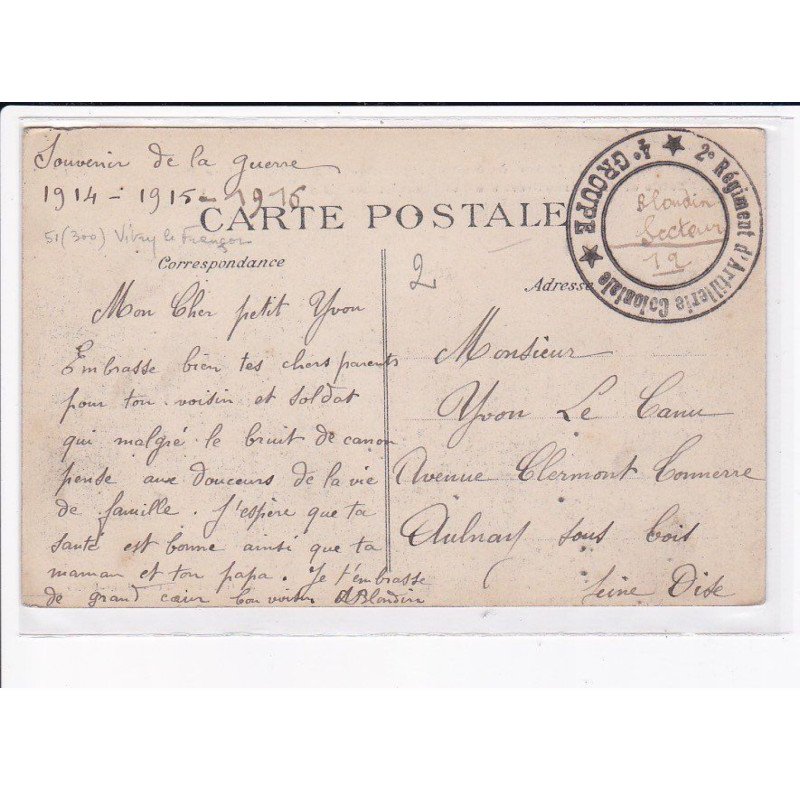 Souvenir de la guerre
1914 - 1915 - 1916
CARTE POSTALE
51 (300) Vitry le François
Correspondance
2
Adresse
2e Régiment d'Artillerie Coloniale
4e GROUPE
Blondin
Secteur
12
Mon Cher petit Yvon
Embrasse bien tes chers parents
pour ton voisin et soldat
qui malgré le bruit de canon
pense aux douceurs de la vie
de famille. J'espère que ta
santé est bonne ainsi que ta
maman et ton papa. Je t'embrasse
de grand cœur bon voisin ABlondin
Monsieur
Yvon Le Canu
Avenue Clermont Tonnerre
Aulnay sous bois
Seine Oise